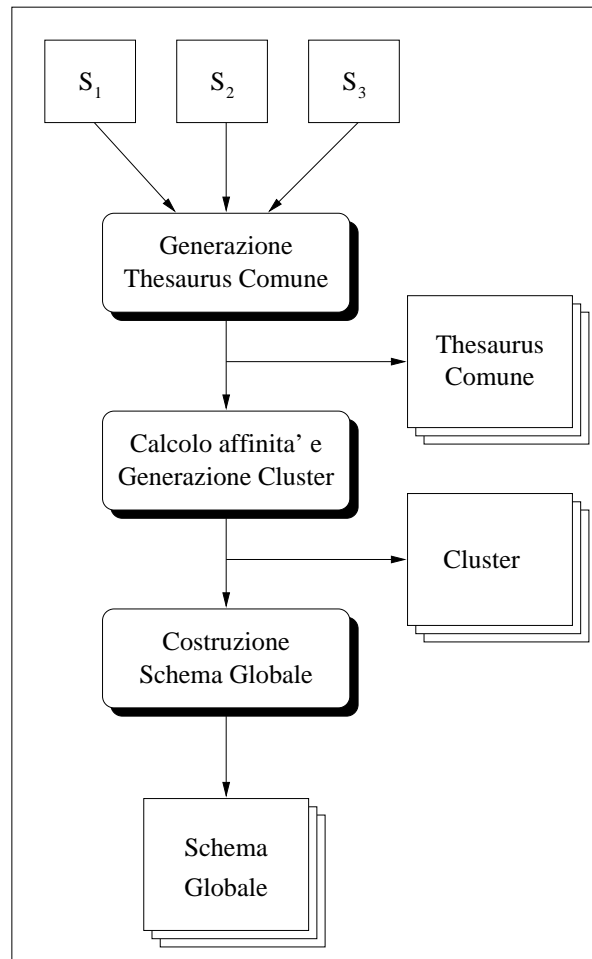 S1 S2 S3
Generazione
Thesaurus Comune
Thesaurus
Comune
Calcolo affinita’ e
Generazione Cluster
Cluster
Costruzione
Schema Globale
Schema
Globale